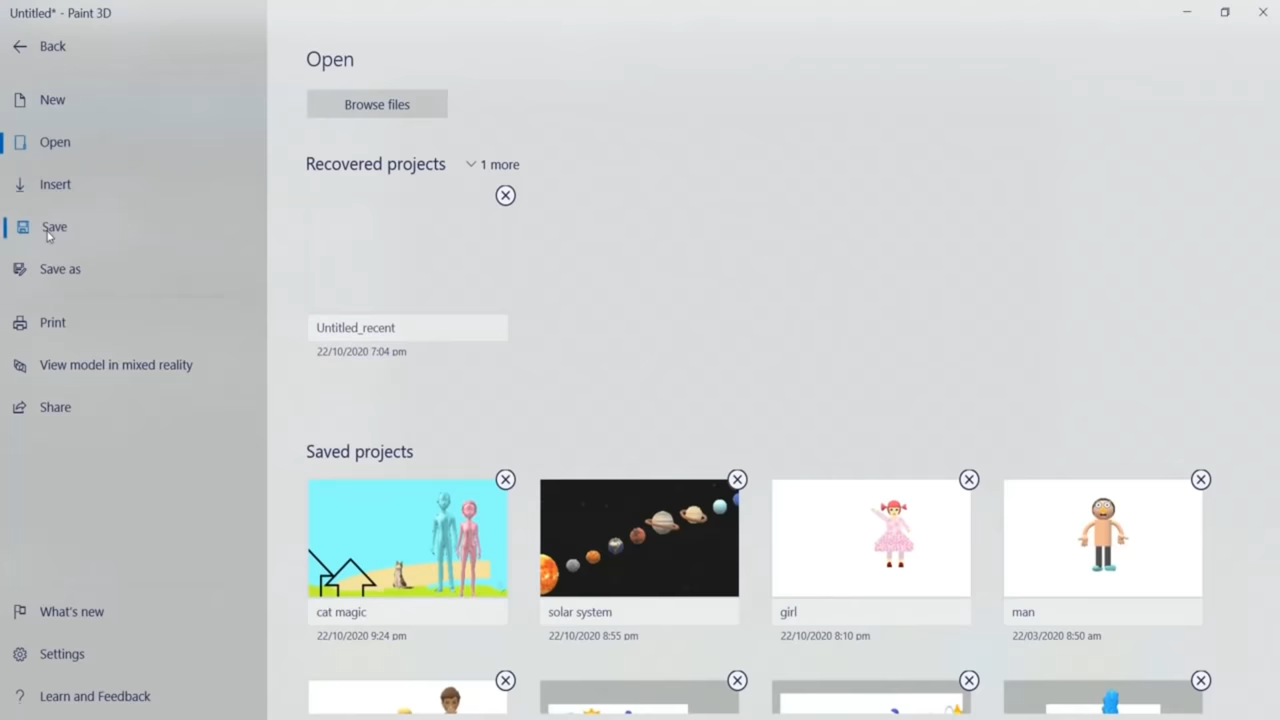 Untitled* - Paint 3D
Back
New
Open
Insert
Save
Save as
Print
View model in mixed reality
Share
What's new
Settings
? Learn and Feedback
Open
Browse files
Recovered projects 1 more
Untitled_recent
22/10/2020 7:04 pm
Saved projects
cat magic
22/10/2020 9:24 pm
solar system
22/10/2020 8:55 pm
girl
22/10/2020 8:10 pm
man
22/03/2020 8:50 am